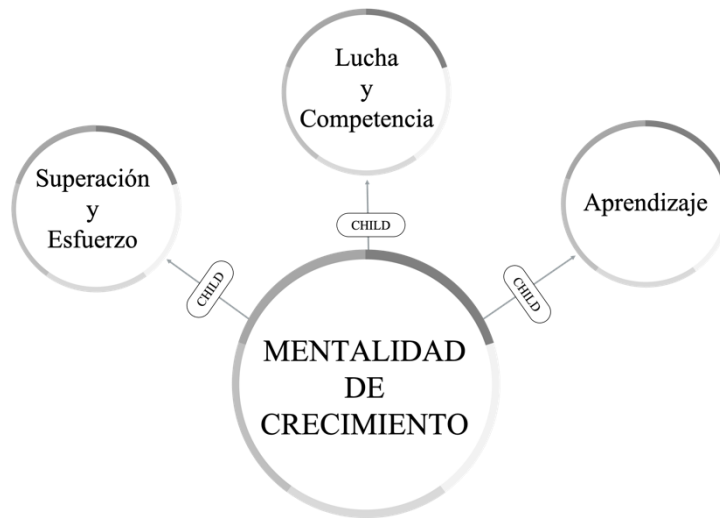 Lucha
y
Competencia
Superación
y
Esfuerzo
Aprendizaje
CHILD
CHILD
CHILD
MENTALIDAD
DE
CRECIMIENTO